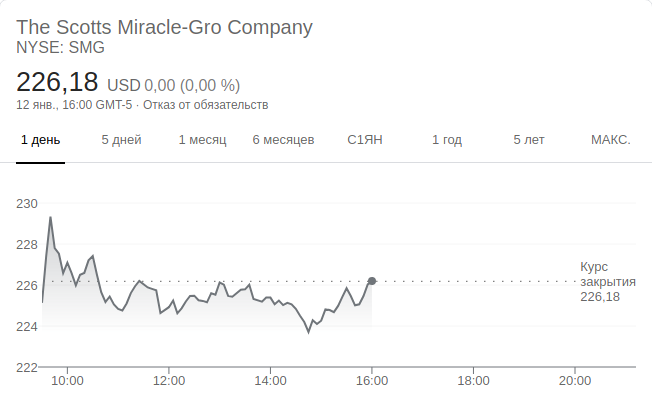 The Scotts Miracle-Gro Company
NYSE: SMG
226,18 USD 0,00 (0,00 %)
12 янв., 16:00 GMT-5 · Отказ от обязательств
1 день 5 дней 1 месяц 6 месяцев С1ЯН 1 год 5 лет МАКС.
230
228
226
224
222
Курс
закрытия
226,18
10:00 12:00 14:00 16:00 18:00 20:00